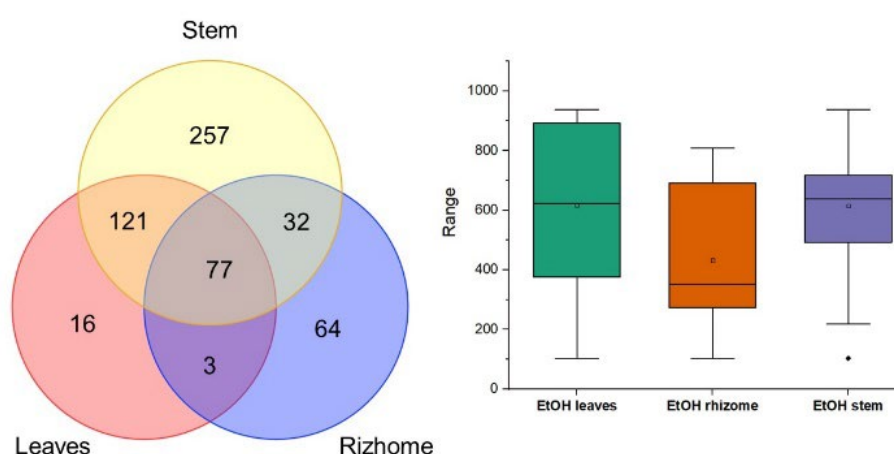 Stem
257
121
32
77
16
64
3
Leaves
Rizhome
Range
1000
800
600
400
200
0
EtOH leaves
EtOH rhizome
EtOH stem